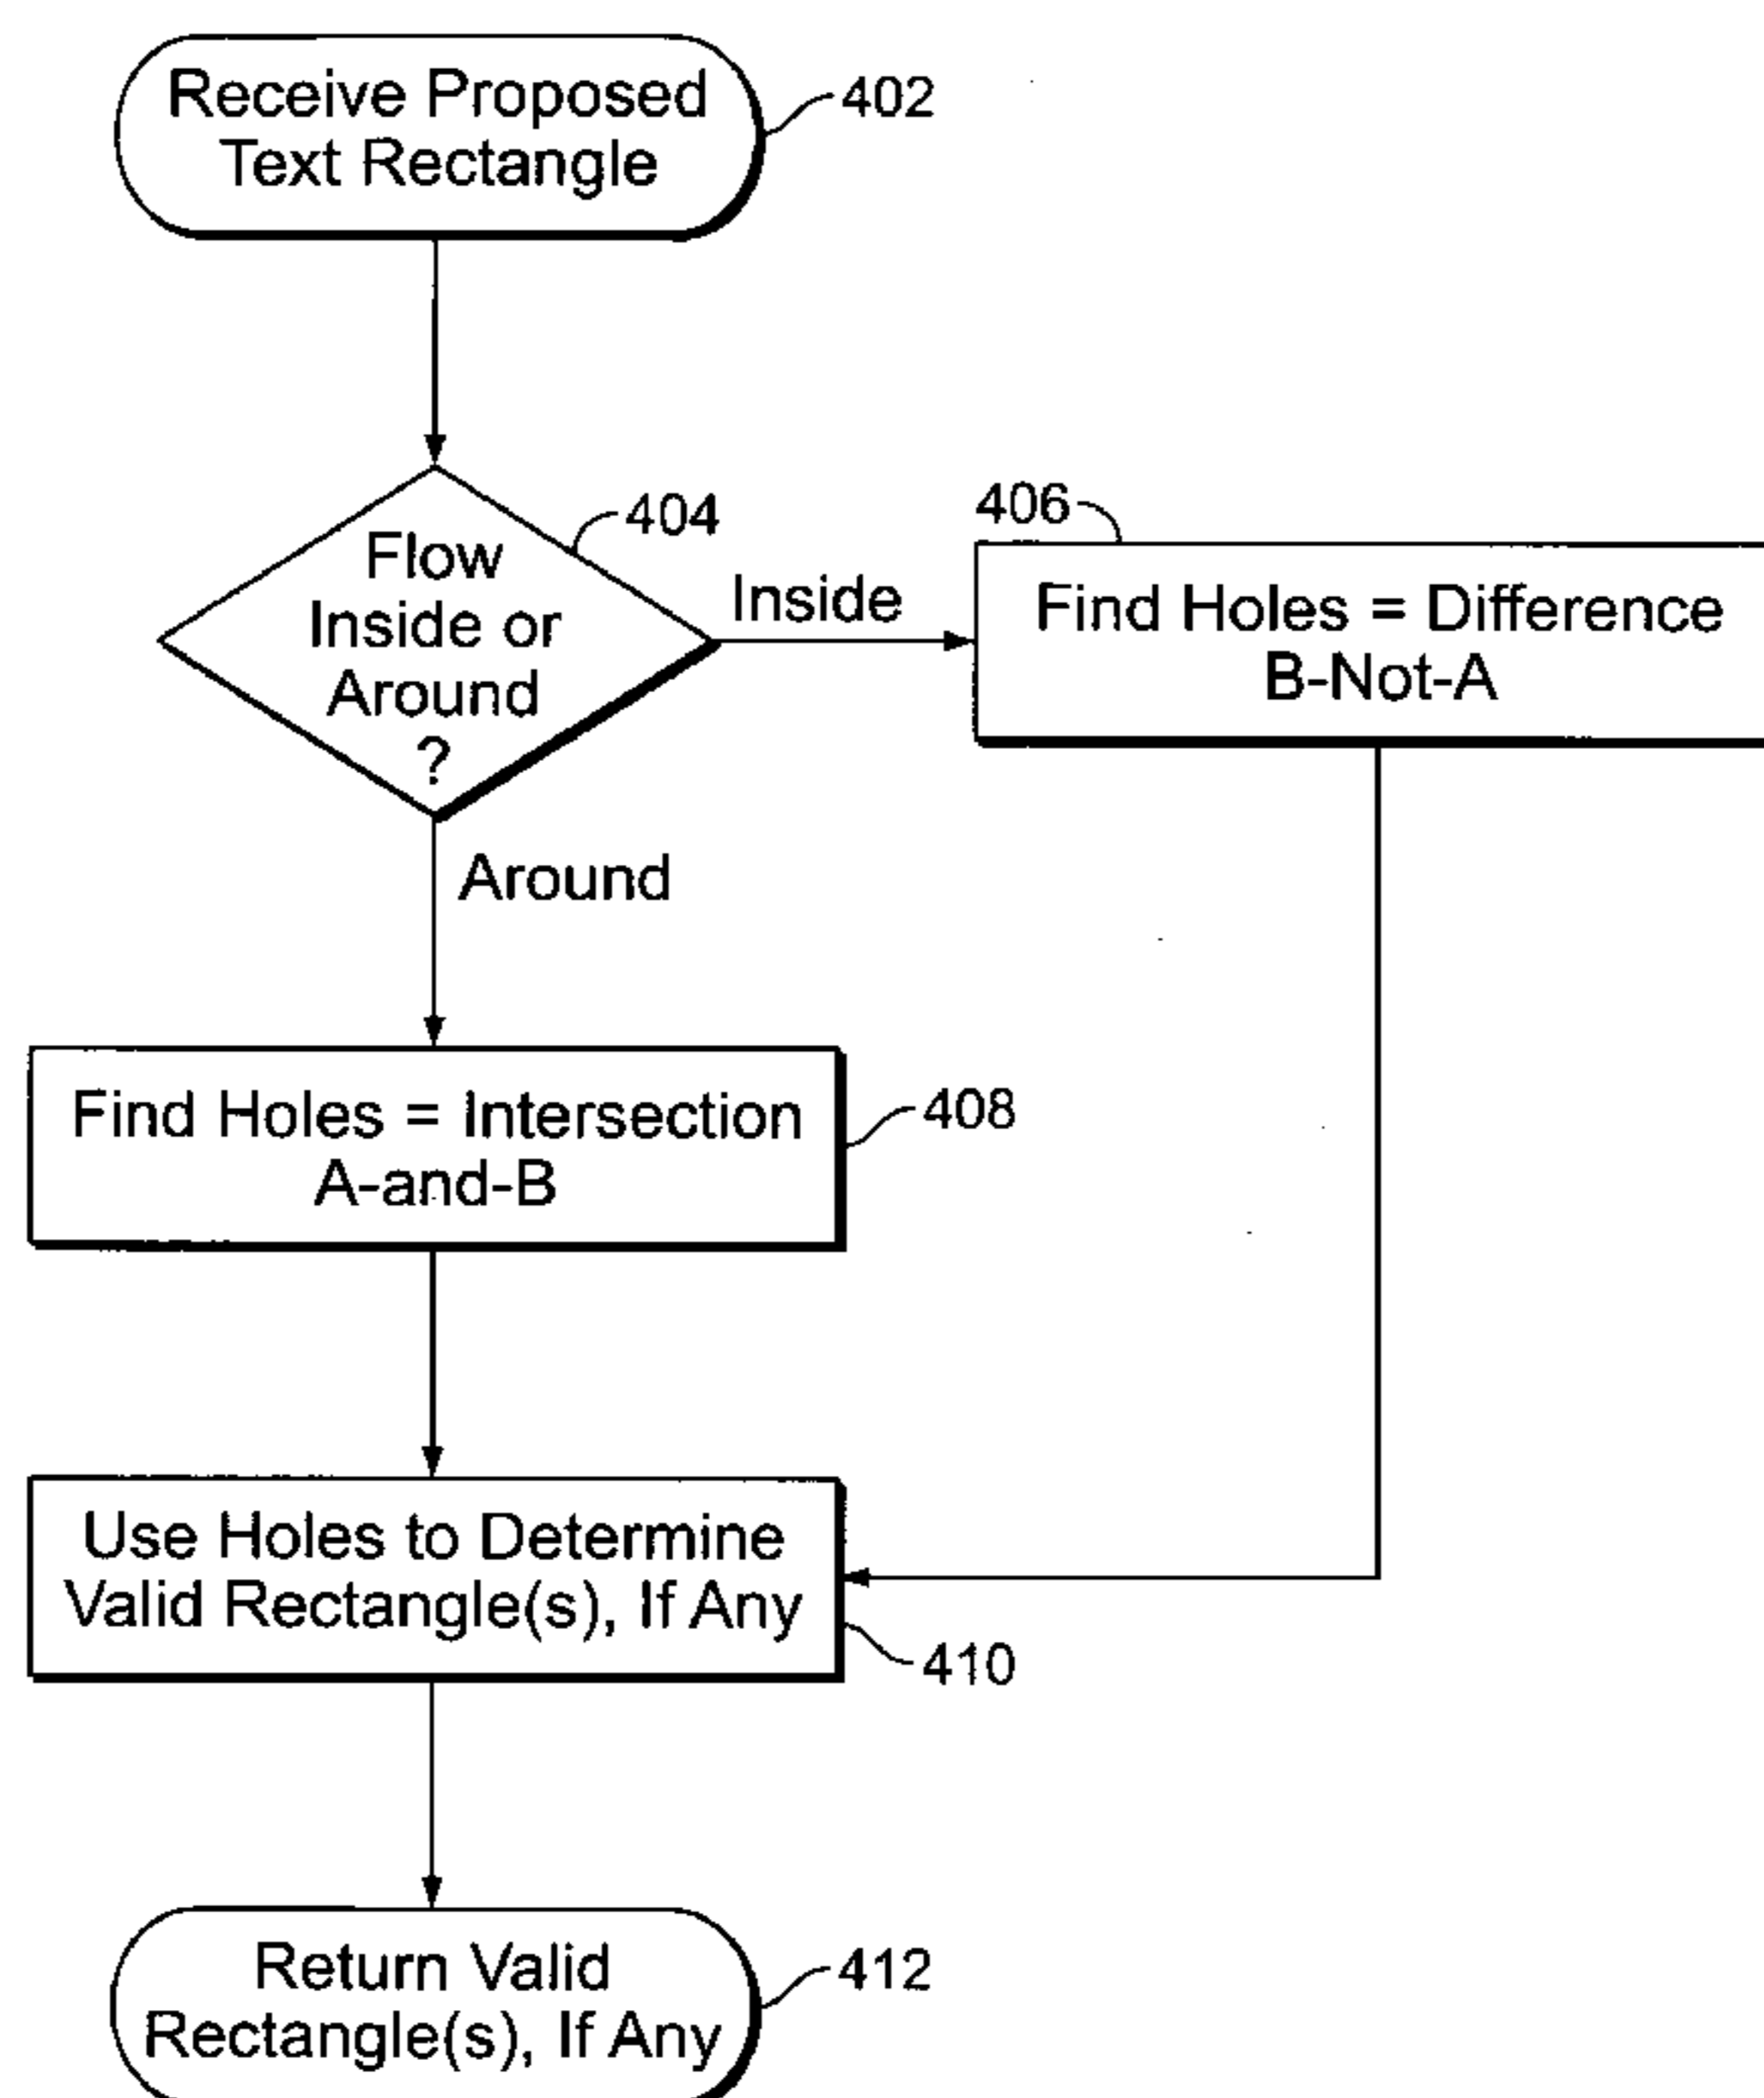 Receive Proposed
Text Rectangle
402
Flow
Inside or
Around
?
404
Inside
406
Find Holes = Difference
B-Not-A
Around
Find Holes = Intersection
A-and-B
408
Use Holes to Determine
Valid Rectangle(s), If Any
410
Return Valid
Rectangle(s), If Any
412